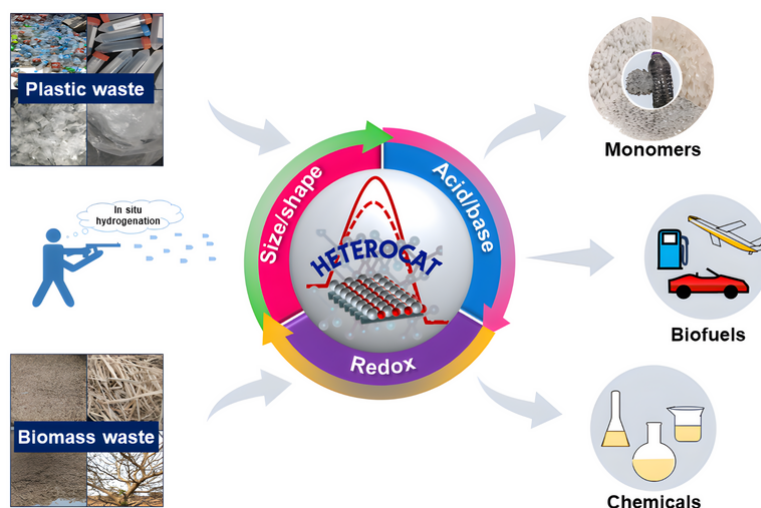 Plastic waste
In situ
hydrogenation
Biomass waste
Size/shape
Acid/base
HETEROCAT
Redox
Monomers
Biofuels
Chemicals